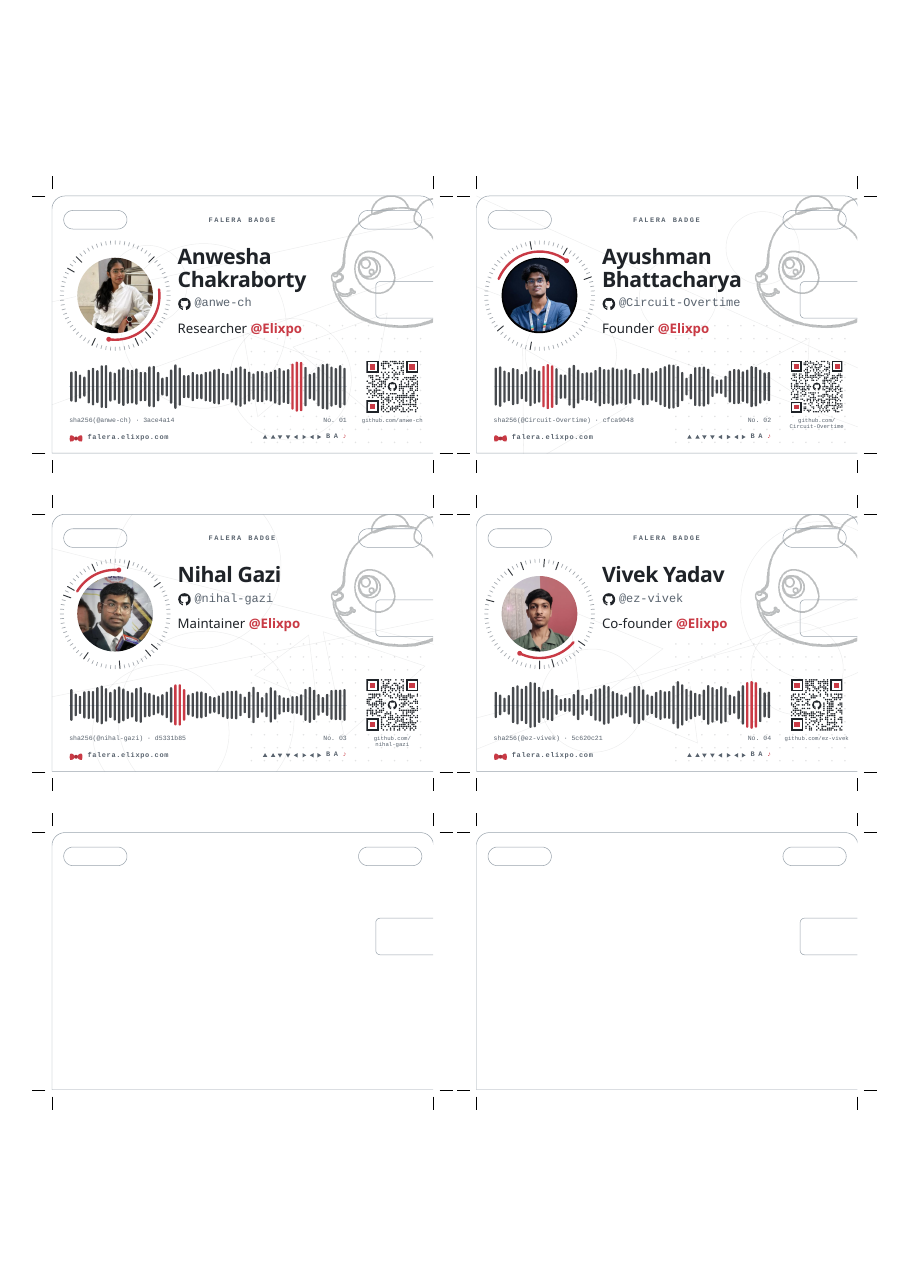 FALERA BADGE
Anwesha
Chakraborty
@anwe-ch
Researcher @Elixpo
sha256(@anwe-ch) · 3ace4a14
No. 01
github.com/anwe-ch
falera.elixpo.com
▲▲▼▼◀▶◀▶BA♪
FALERA BADGE
Ayushman
Bhattacharya
@Circuit-Overtime
Founder @Elixpo
sha256(@Circuit-Overtime) · cfca9048
No. 02
github.com/
Circuit-Overtime
falera.elixpo.com
▲▲▼▼◀▶◀▶BA♪
FALERA BADGE
Nihal Gazi
@nihal-gazi
Maintainer @Elixpo
sha256(@nihal-gazi) · d5331b85
No. 03
github.com/
nihal-gazi
falera.elixpo.com
▲▲▼▼◀▶◀▶BA♪
FALERA BADGE
Vivek Yadav
@ez-vivek
Co-founder @Elixpo
sha256(@ez-vivek) · 5c620c21
No. 04
github.com/ez-vivek
falera.elixpo.com
▲▲▼▼◀▶◀▶BA♪